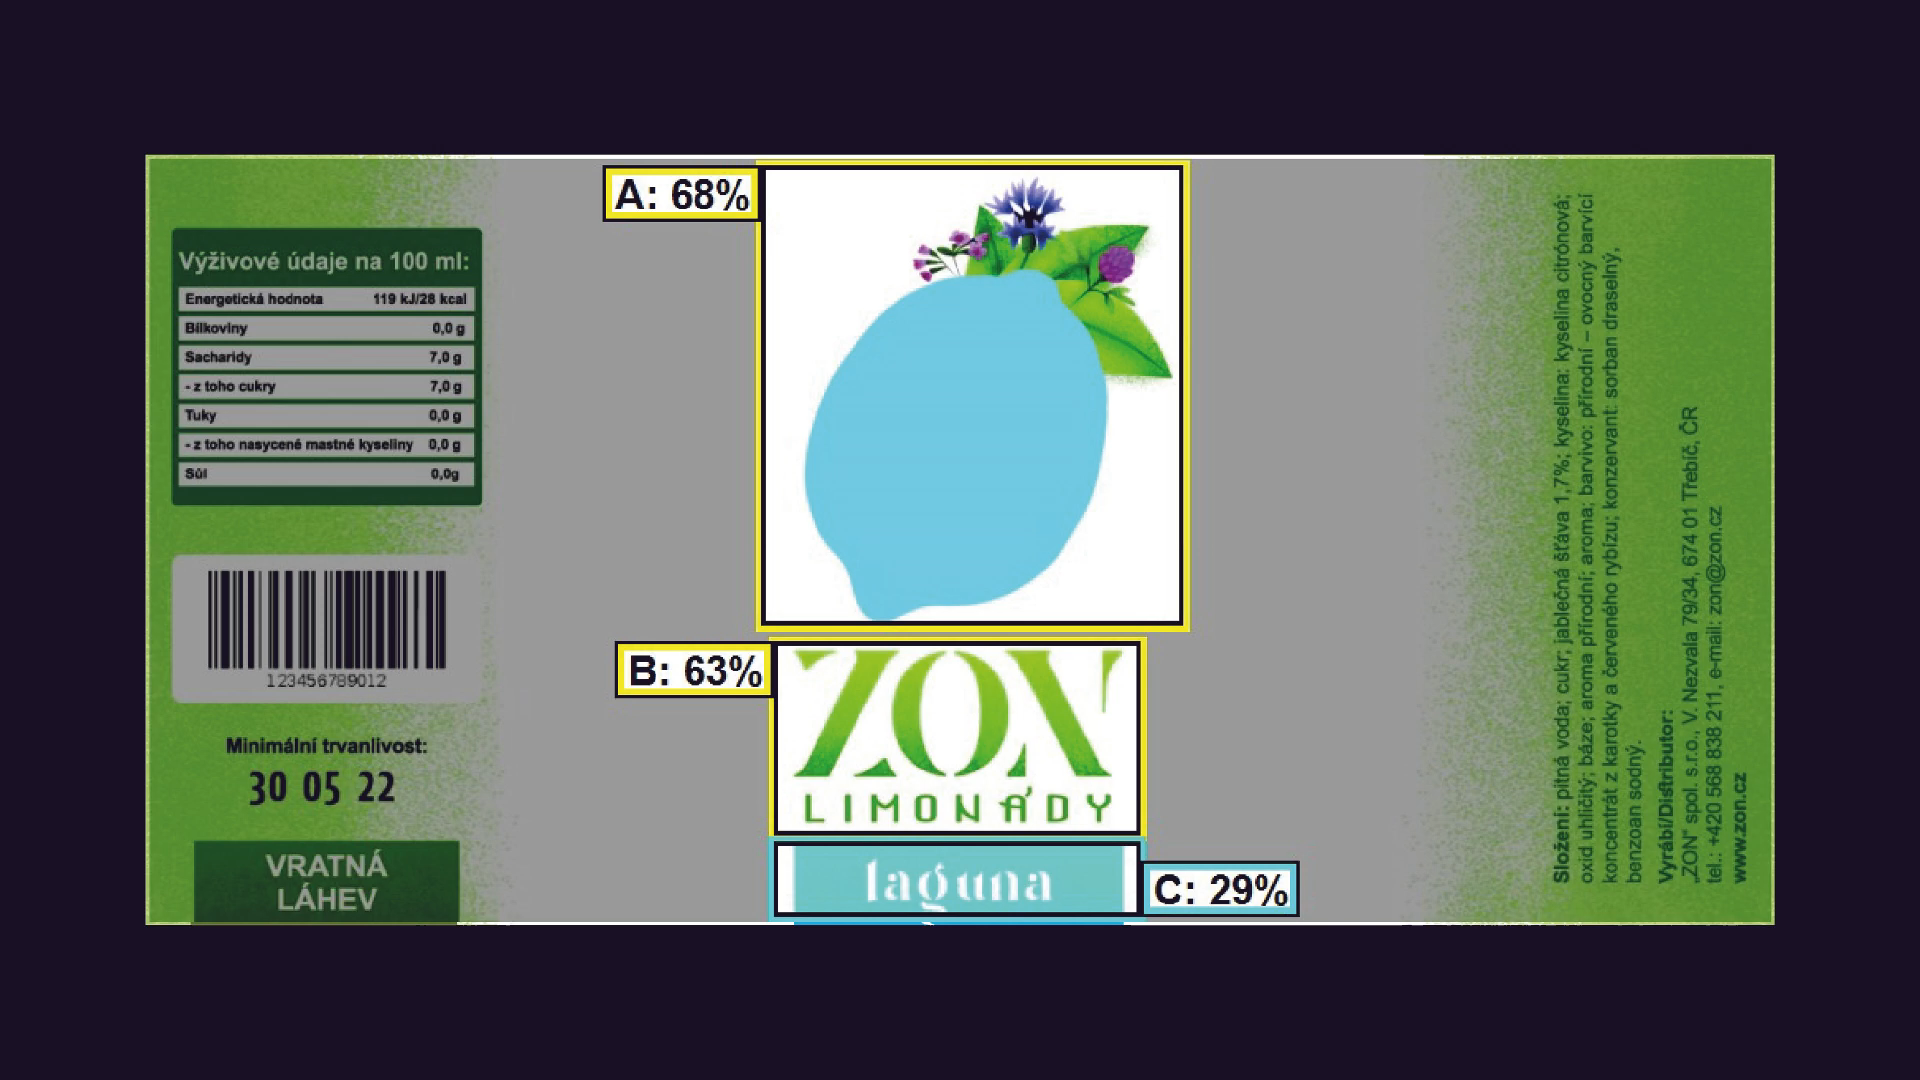 A: 68%
Výživové údaje na 100 ml:
Energetická hodnota 119 kJ/28 kcal
Bílkoviny 0,0 g
Sacharidy 7,0 g
- z toho cukry 7,0 g
Tuky 0,0 g
- z toho nasycené mastné kyseliny 0,0 g
Sůl 0,0g
123456789012
Minimální trvanlivost:
30 05 22
VRATNÁ
LÁHEV
B: 63%
ZON
LIMONÁDY
laguna
C: 29%
Složení: pitná voda; cukr; jablečná šťáva 1,7%; kyselina: kyselina citrónová;
oxid uhličitý; báze; aroma přírodní; aroma; barvivo: přírodní – ovocný barvící
koncentrát z karotky a červeného rybízu; konzervant: sorban draselný,
benzoan sodný.
Vyrábí/Distributor:
„ZON" spol. s.r.o., V. Nezvala 79/34, 674 01 Třebíč, ČR
tel.: +420 568 838 211, e-mail: zon@zon.cz
www.zon.cz